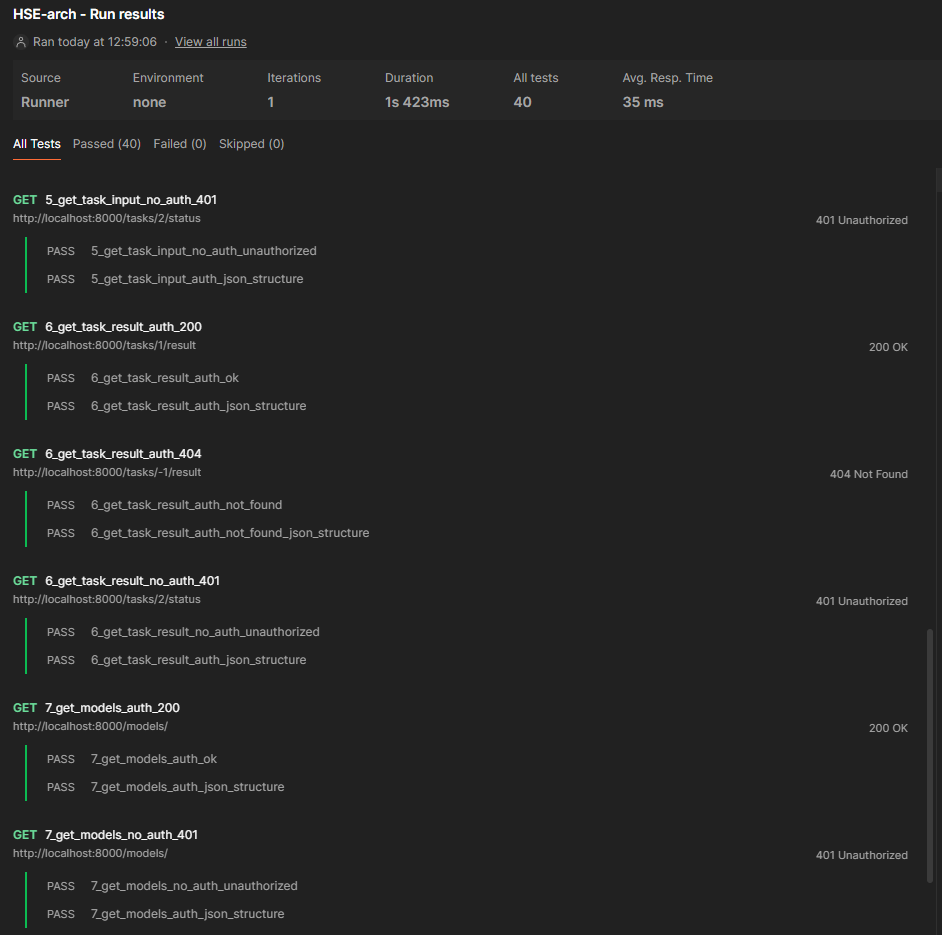 HSE-arch - Run results
Ran today at 12:59:06 · View all runs
Source Environment Iterations Duration All tests Avg. Resp. Time
Runner none 1 1s 423ms 40 35 ms
All Tests Passed (40) Failed (0) Skipped (0)
GET 5_get_task_input_no_auth_401
http://localhost:8000/tasks/2/status
401 Unauthorized
PASS 5_get_task_input_no_auth_unauthorized
PASS 5_get_task_input_auth_json_structure
GET 6_get_task_result_auth_200
http://localhost:8000/tasks/1/result
200 OK
PASS 6_get_task_result_auth_ok
PASS 6_get_task_result_auth_json_structure
GET 6_get_task_result_auth_404
http://localhost:8000/tasks/-1/result
404 Not Found
PASS 6_get_task_result_auth_not_found
PASS 6_get_task_result_auth_not_found_json_structure
GET 6_get_task_result_no_auth_401
http://localhost:8000/tasks/2/status
401 Unauthorized
PASS 6_get_task_result_no_auth_unauthorized
PASS 6_get_task_result_auth_json_structure
GET 7_get_models_auth_200
http://localhost:8000/models/
200 OK
PASS 7_get_models_auth_ok
PASS 7_get_models_auth_json_structure
GET 7_get_models_no_auth_401
http://localhost:8000/models/
401 Unauthorized
PASS 7_get_models_no_auth_unauthorized
PASS 7_get_models_auth_json_structure